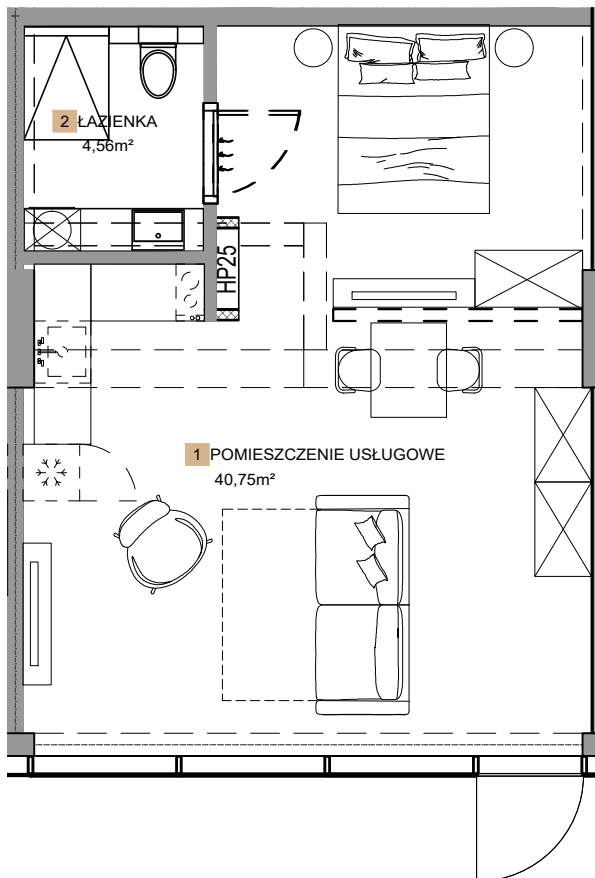 2 ŁAZIENKA
4,56m²
HP25
1 POMIESZCZENIE USŁUGOWE
40,75m²